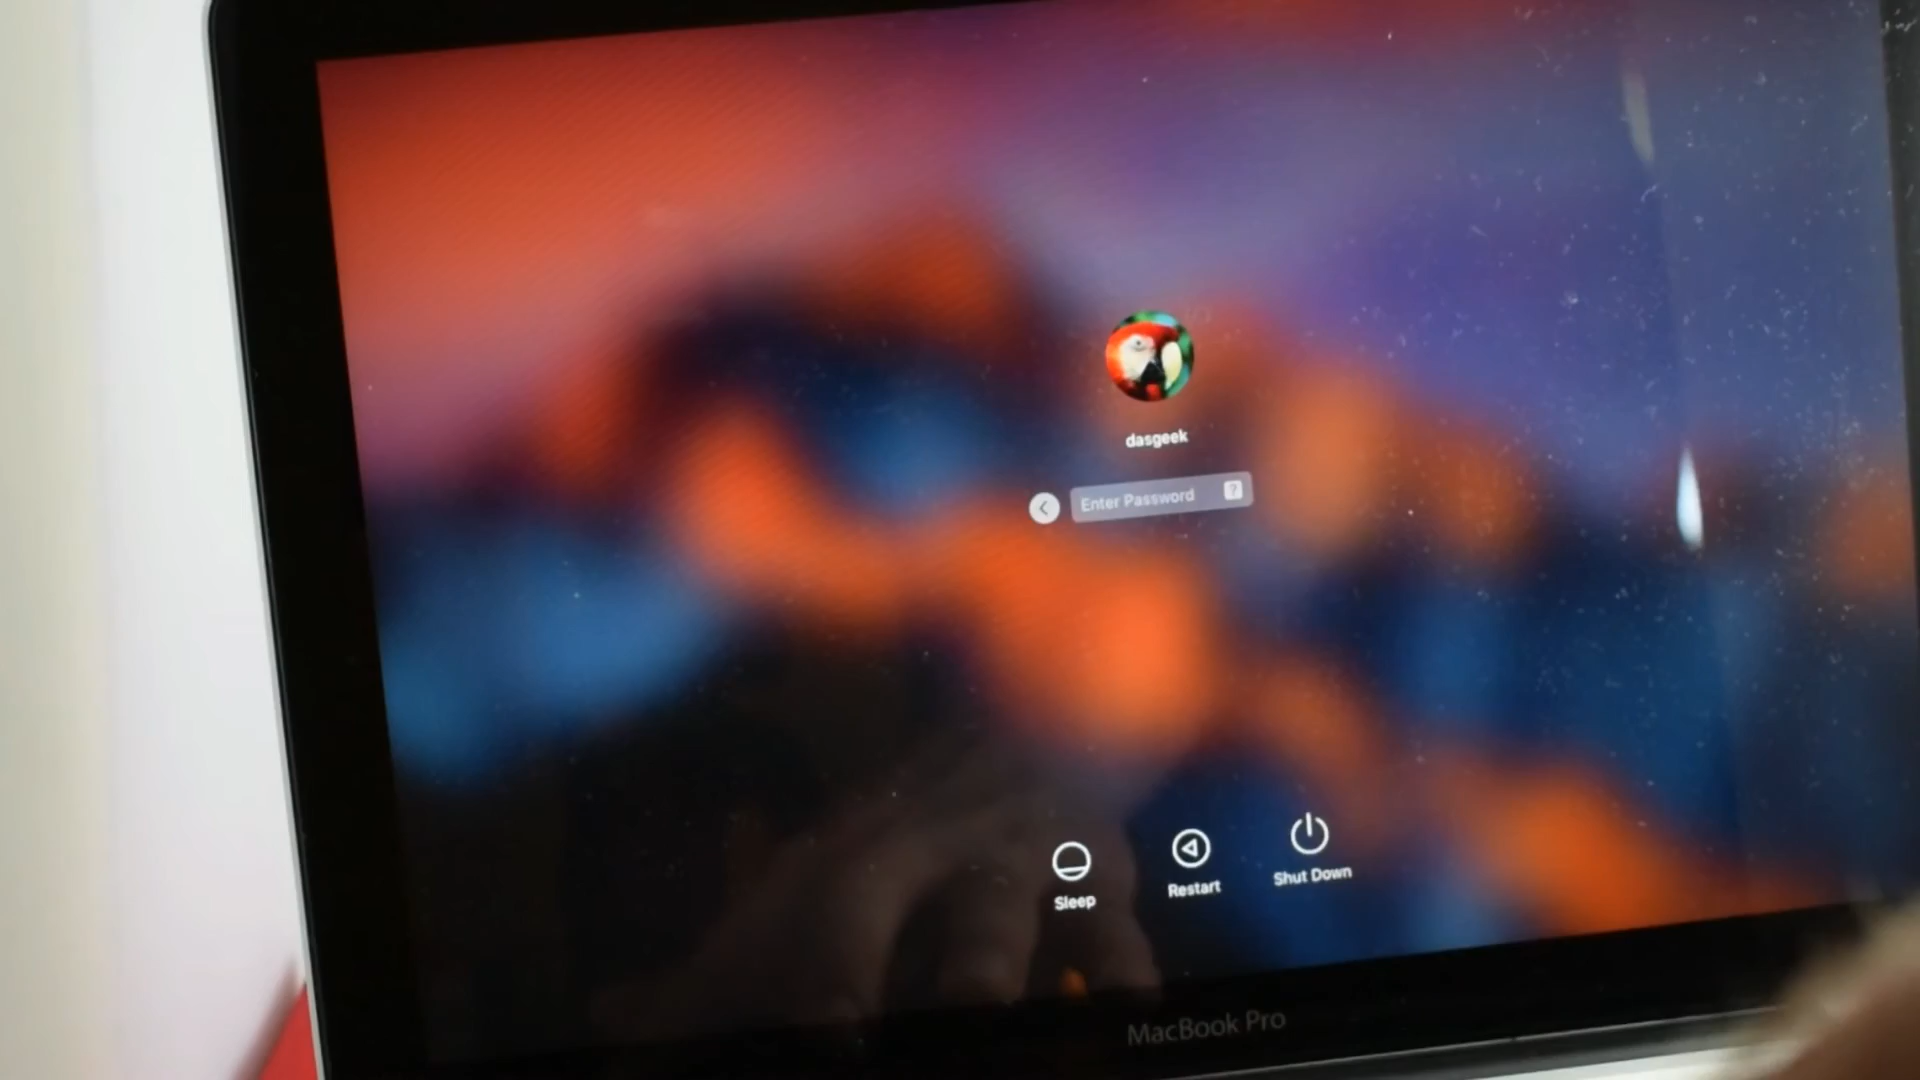 dasgeek
Enter Password ?
Sleep
Restart
Shut Down
MacBook Pro